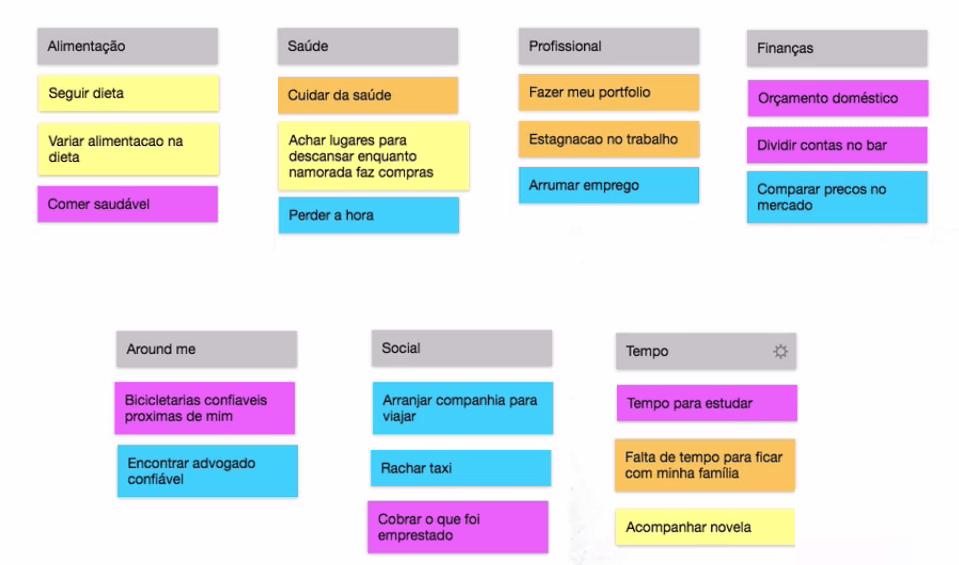 Alimentação
Seguir dieta
Variar alimentacao na
dieta
Comer saudável
Saúde
Cuidar da saúde
Achar lugares para
descansar enquanto
namorada faz compras
Perder a hora
Profissional
Fazer meu portfolio
Estagnacao no trabalho
Arrumar emprego
Finanças
Orçamento doméstico
Dividir contas no bar
Comparar precos no
mercado
Around me
Bicicletarias confiaveis
proximas de mim
Encontrar advogado
confiável
Social
Arranjar companhia para
viajar
Rachar taxi
Cobrar o que foi
emprestado
Tempo
Tempo para estudar
Falta de tempo para ficar
com minha família
Acompanhar novela